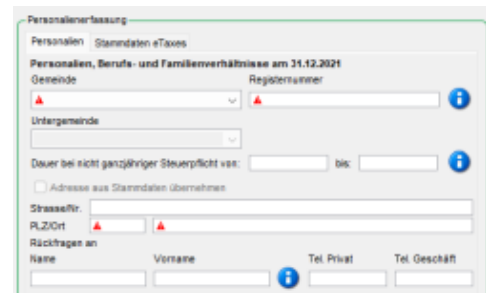 Personalienerfassung
Personalien Stammdaten eTaxes
Personalien, Berufs- und Familienverhältnisse am 31.12.2021
Gemeinde Registernummer
Untergemeinde
Dauer bei nicht ganzjähriger Steuerpflicht von: bis:
Adresse aus Stammdaten übernehmen
Strasse/Nr.
PLZ/Ort
Rückfragen an
Name Vorname Tel. Privat Tel. Geschäft